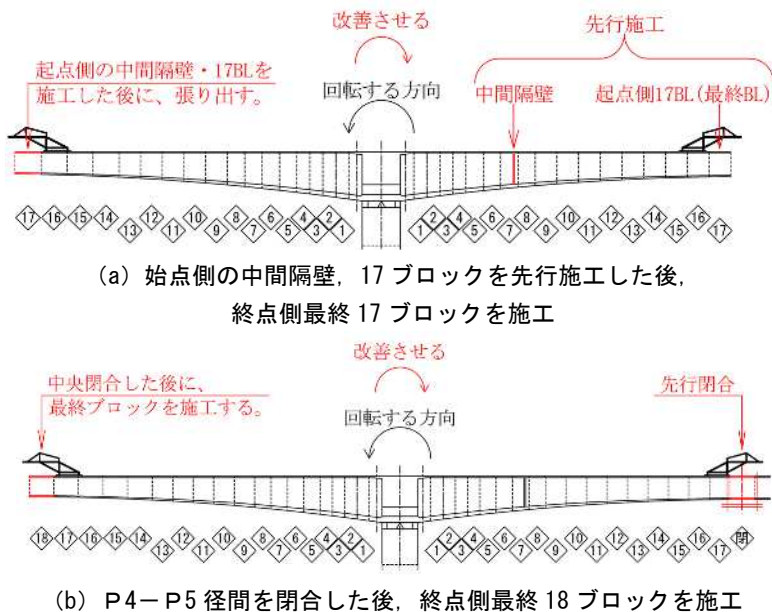 改善させる
先行施工
起点側の中間隔壁・17BLを
施工した後に、張り出す。
回転する方向
中間隔壁
起点側17BL(最終BL)
17 16 15 14 13 12 11 10 9 8 7 6 5 4 3 2 1
1 2 3 4 5 6 7 8 9 10 11 12 13 14 15 16 17
(a) 始点側の中間隔壁，17 ブロックを先行施工した後，
終点側最終 17 ブロックを施工
改善させる
中央閉合した後に、
最終ブロックを施工する。
先行閉合
回転する方向
18 17 16 15 14 13 12 11 10 9 8 7 6 5 4 3 2 1
1 2 3 4 5 6 7 8 9 10 11 12 13 14 15 16 17 閉
(b) Ｐ4－Ｐ5 径間を閉合した後，終点側最終 18 ブロックを施工